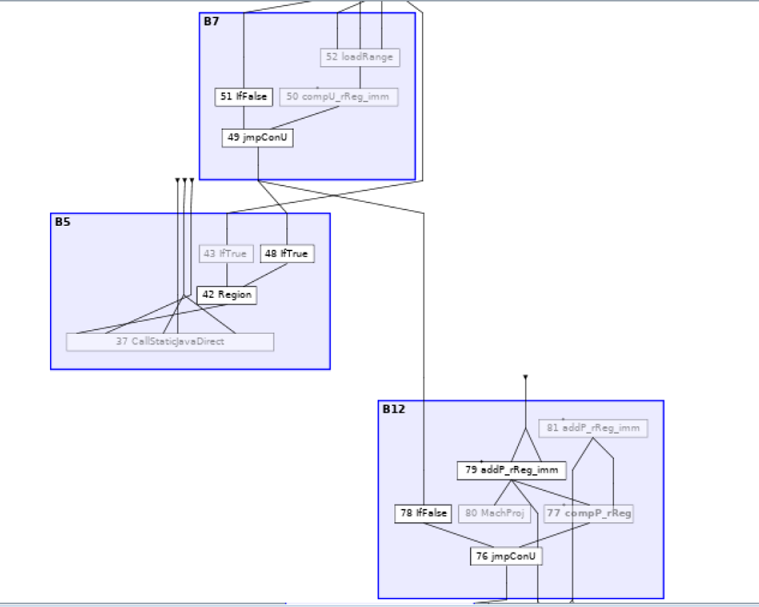 B7
52 loadRange
51 IfFalse
50 compU_rReg_imm
49 jmpConU
B5
43 IfTrue
48 IfTrue
42 Region
37 CallStaticJavaDirect
B12
81 addP_rReg_imm
79 addP_rReg_imm
78 IfFalse
80 MachProj
77 compP_rReg
76 jmpConU